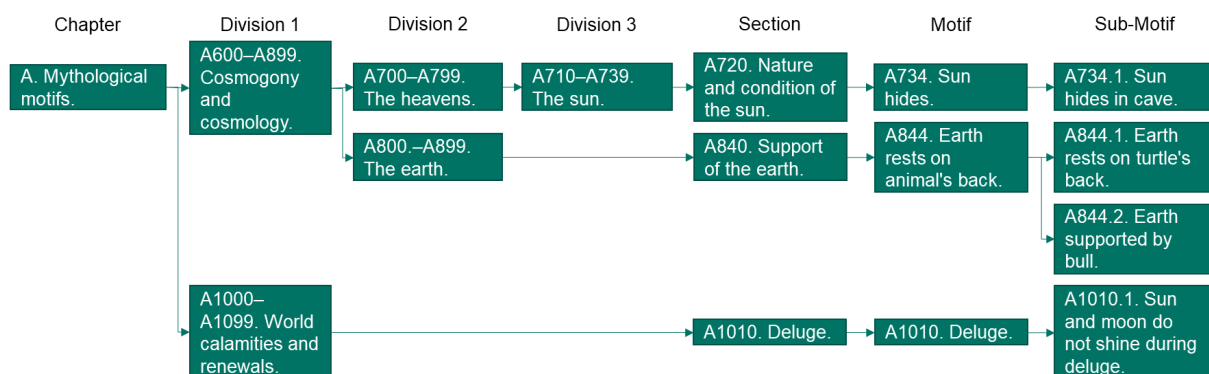 Chapter
Division 1
Division 2
Division 3
Section
Motif
Sub-Motif
A. Mythological
motifs.
A600–A899.
Cosmogony
and
cosmology.
A700–A799.
The heavens.
A710–A739.
The sun.
A720. Nature
and condition of
the sun.
A734. Sun
hides.
A734.1. Sun
hides in cave.
A800.–A899.
The earth.
A840. Support
of the earth.
A844. Earth
rests on
animal's back.
A844.1. Earth
rests on turtle's
back.
A844.2. Earth
supported by
bull.
A1000–
A1099. World
calamities and
renewals.
A1010. Deluge.
A1010. Deluge.
A1010.1. Sun
and moon do
not shine during
deluge.